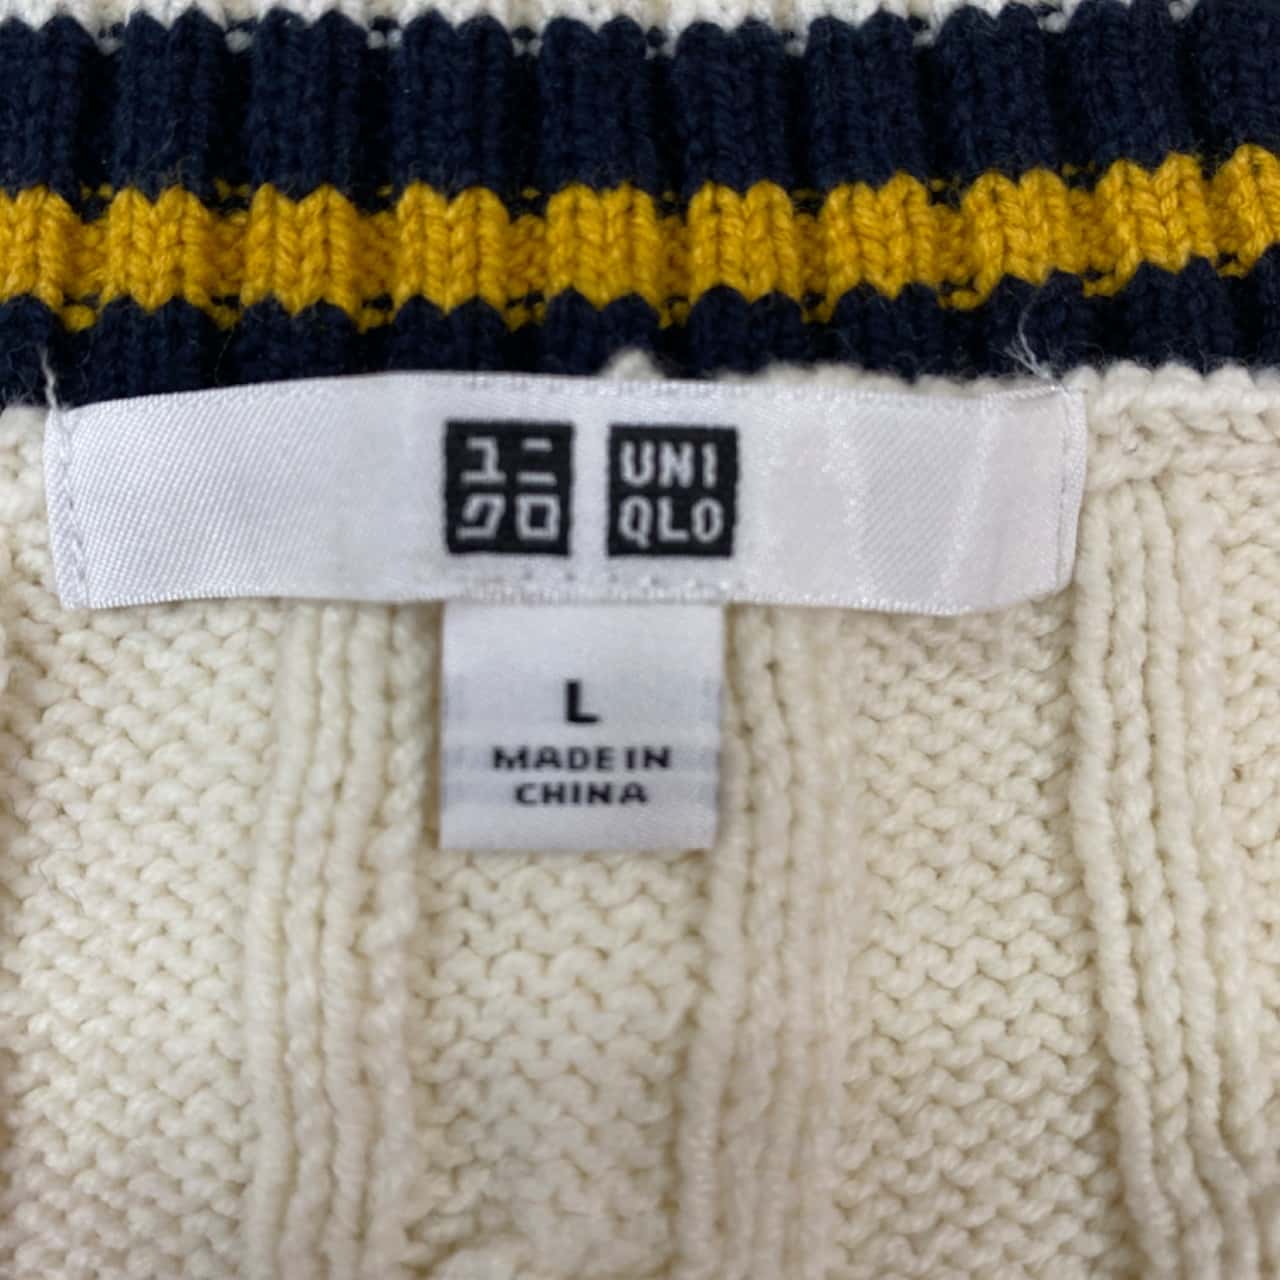 ユニ
クロ
UNI
QLO
L
MADE IN
CHINA